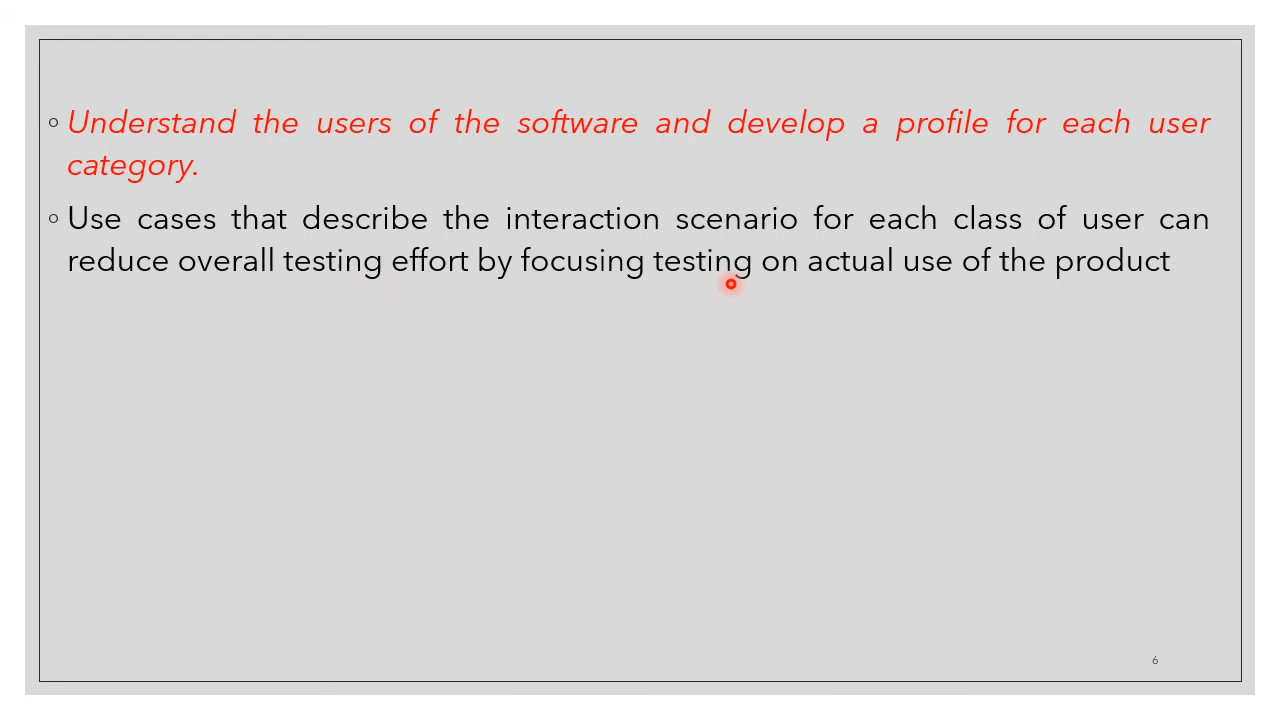 Understand the users of the software and develop a profile for each user
category.
Use cases that describe the interaction scenario for each class of user can
reduce overall testing effort by focusing testing on actual use of the product
6